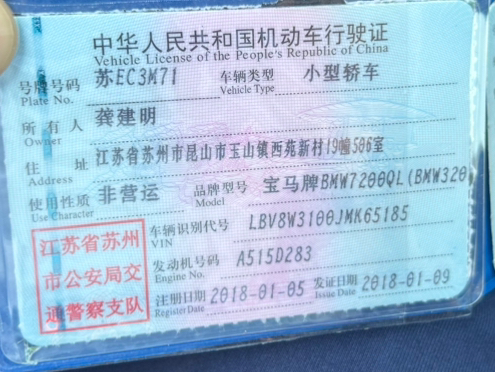 中华人民共和国机动车行驶证
Vehicle License of the People's Republic of China
号牌号码 苏EC3M71 车辆类型 小型轿车
Plate No. Vehicle Type
所有人 龚建明
Owner
住址 江苏省苏州市昆山市玉山镇西苑新村19幢506室
Address
使用性质 非营运 品牌型号 宝马牌BMW7200QL(BMW320
Use Character Model
车辆识别代号 LBV8W3100JMK65185
VIN
发动机号码 A515D283
Engine No.
注册日期 2018-01-05 发证日期 2018-01-09
Register Date Issue Date
江苏省苏州
市公安局交
通警察支队